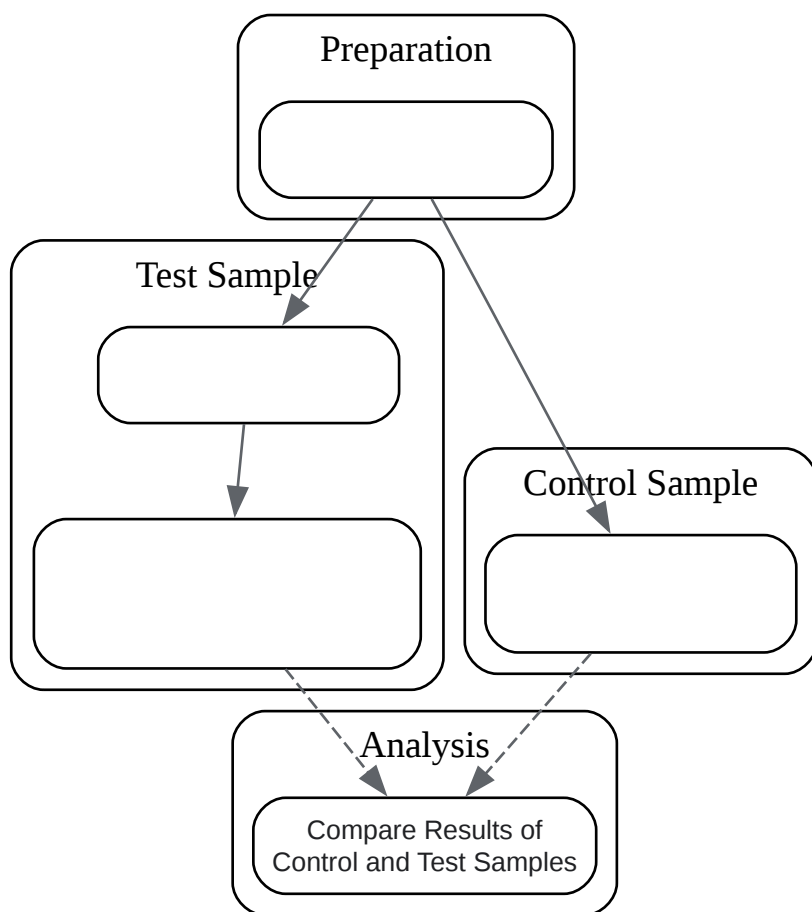 Preparation
Test Sample
Control Sample
Analysis
Compare Results of
Control and Test Samples